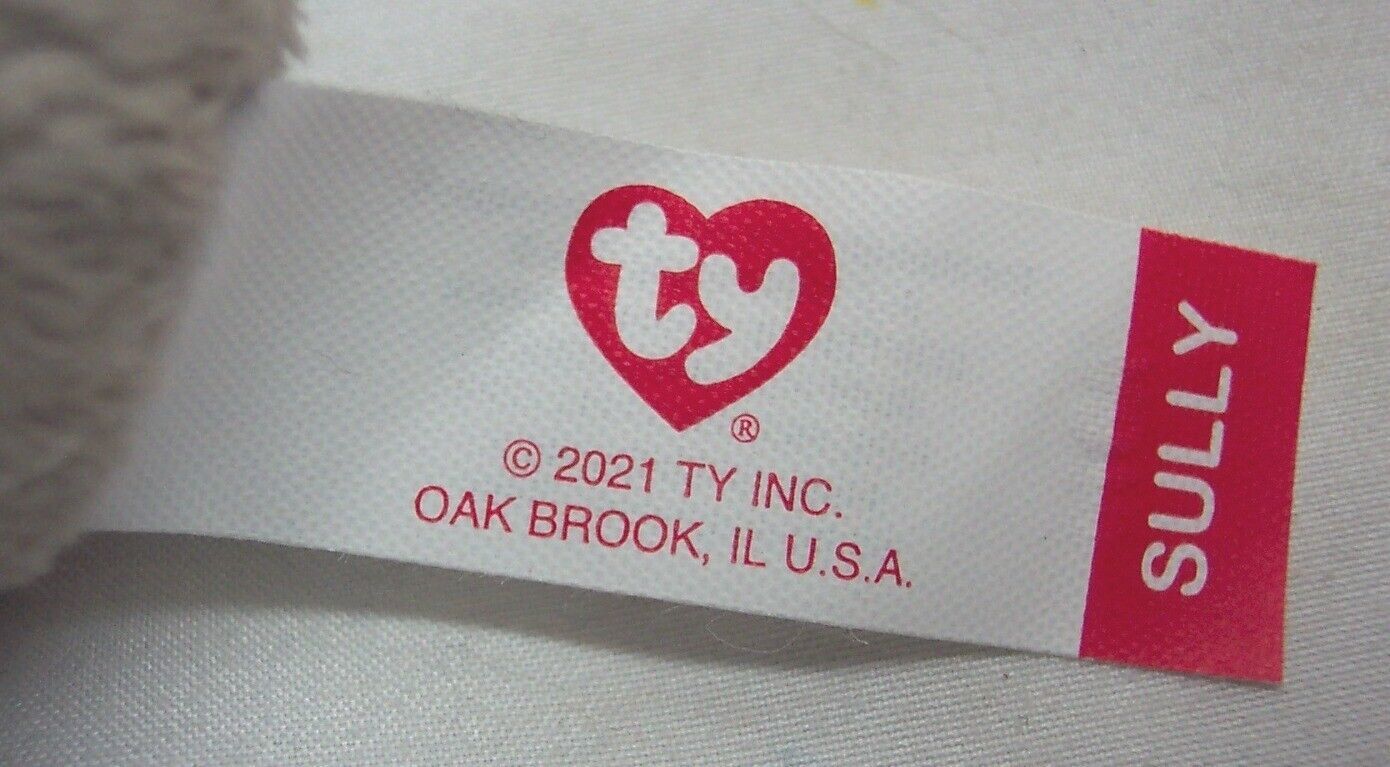 ty
®
© 2021 TY INC.
OAK BROOK, IL U.S.A.
SULLY